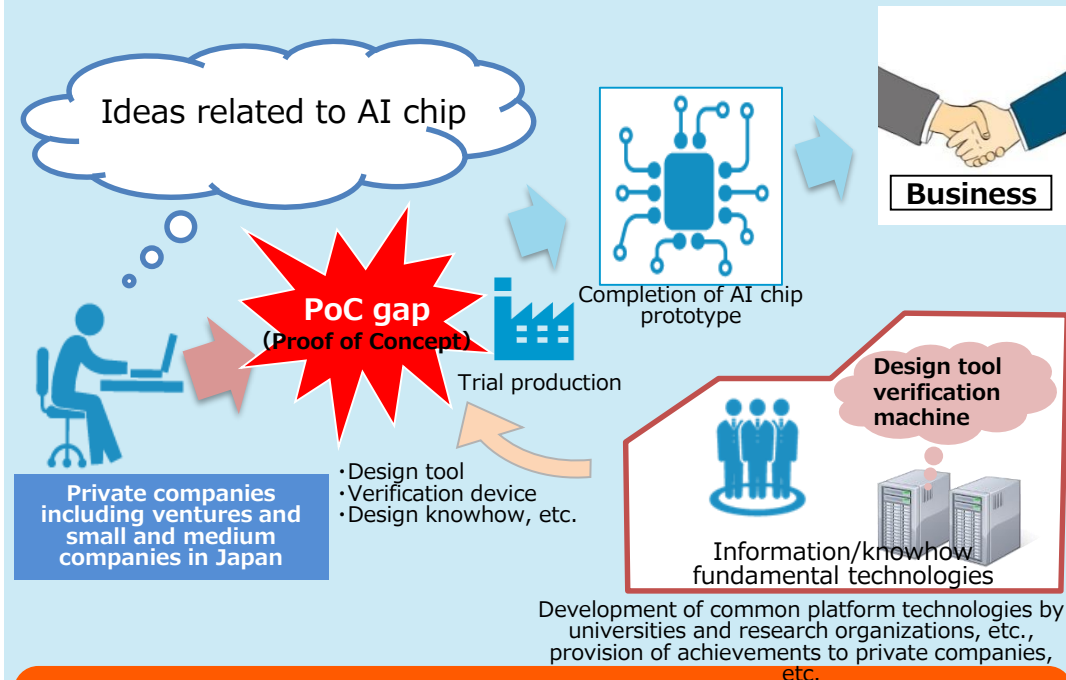 Ideas related to AI chip
Business
PoC gap
（Proof of Concept）
Completion of AI chip
prototype
Trial production
Design tool
verification
machine
・Design tool
・Verification device
・Design knowhow, etc.
Private companies
including ventures and
small and medium
companies in Japan
Information/knowhow
fundamental technologies
Development of common platform technologies by
universities and research organizations, etc.,
provision of achievements to private companies,
etc.